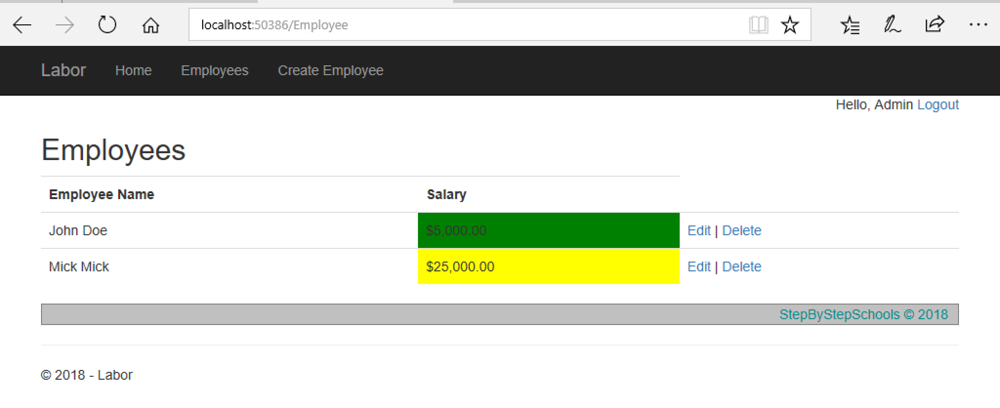 localhost:50386/Employee
Labor Home Employees Create Employee
Hello, Admin Logout
Employees
Employee Name Salary
John Doe $5,000.00 Edit | Delete
Mick Mick $25,000.00 Edit | Delete
StepByStepSchools © 2018
© 2018 - Labor